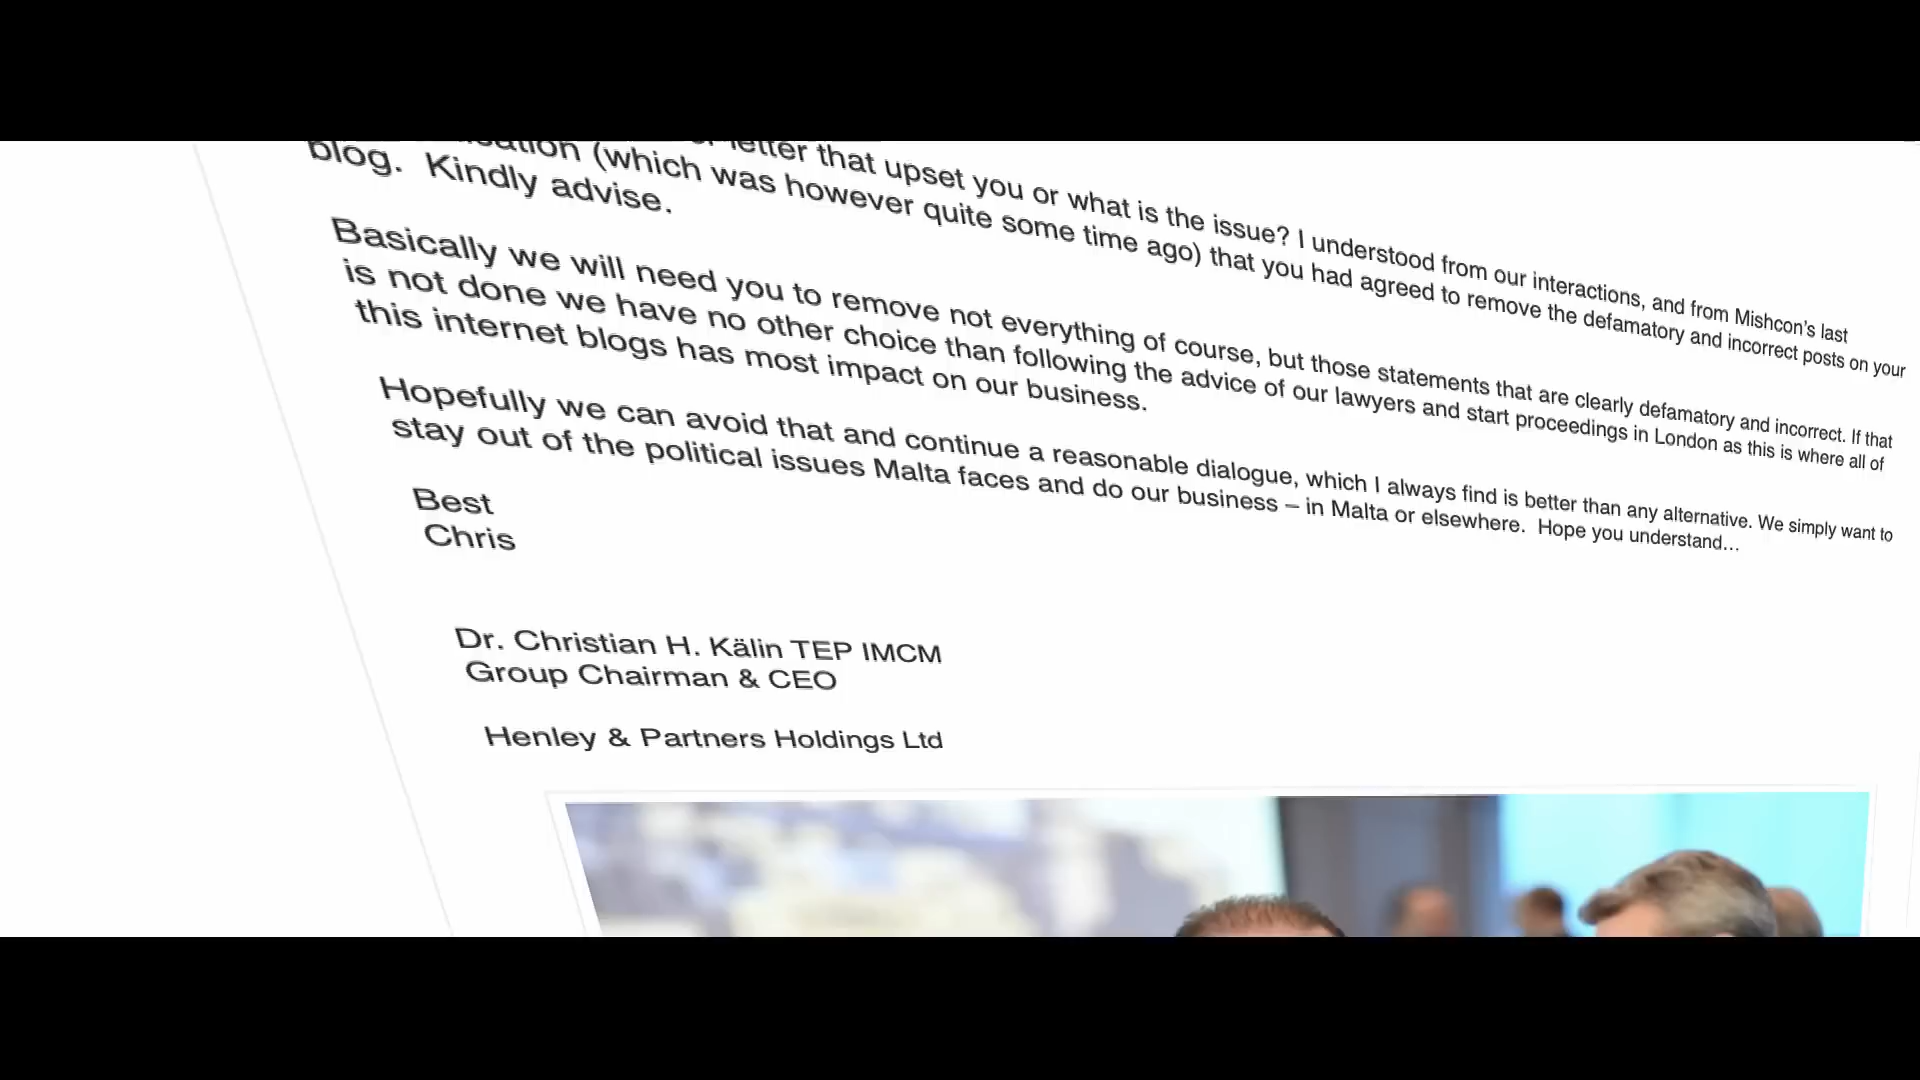 letter that upset you or what is the issue? I understood from our interactions, and from Mishcon's last
(which was however quite some time ago) that you had agreed to remove the defamatory and incorrect posts on your
blog. Kindly advise.
Basically we will need you to remove not everything of course, but those statements that are clearly defamatory and incorrect. If that
is not done we have no other choice than following the advice of our lawyers and start proceedings in London as this is where all of
this internet blogs has most impact on our business.
Hopefully we can avoid that and continue a reasonable dialogue, which I always find is better than any alternative. We simply want to
stay out of the political issues Malta faces and do our business – in Malta or elsewhere. Hope you understand...
Best
Chris
Dr. Christian H. Kälin TEP IMCM
Group Chairman & CEO
Henley & Partners Holdings Ltd